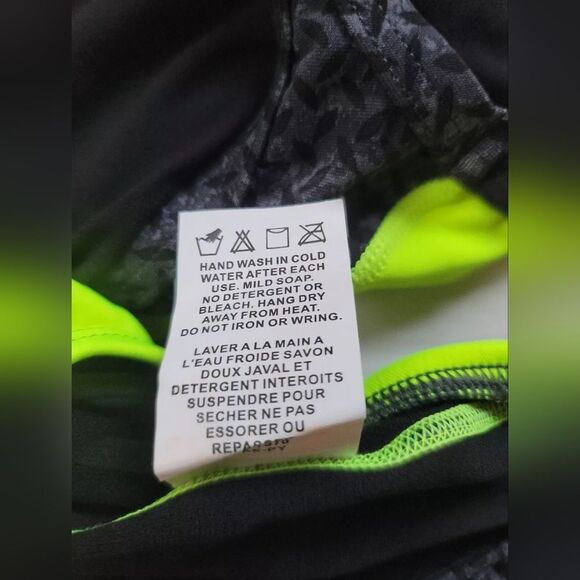 HAND WASH IN COLD
WATER AFTER EACH
USE. MILD SOAP.
NO DETERGENT OR
BLEACH. HANG DRY
AWAY FROM HEAT.
DO NOT IRON OR WRING.
LAVER A LA MAIN A
L'EAU FROIDE SAVON
DOUX JAVAL ET
DETERGENT INTEROITS
SUSPENDRE POUR
SECHER NE PAS
ESSORER OU